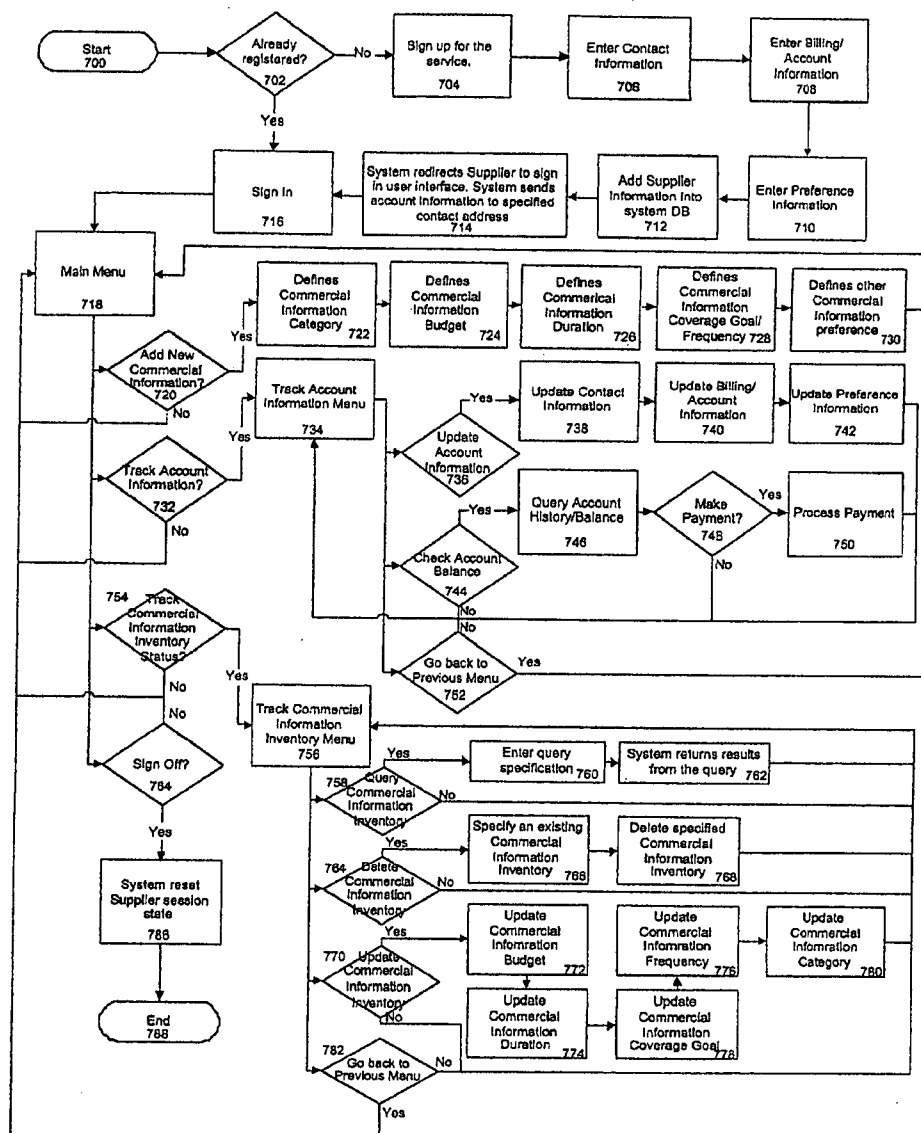 Start
700
Already
registered?
702
No
Yes
Sign up for the
service.
704
Enter Contact
Information
708
Enter Billing/
Account
Information
708
Enter Preference
Information
710
Add Supplier
Information into
system DB
712
System redirects Supplier to sign
in user interface. System sends
account information to specified
contact address
714
Sign In
716
Main Menu
718
Add New
Commercial
Information?
720
Yes
No
Defines
Commercial
Information
Category
722
Defines
Commercial
Information
Budget
724
Defines
Commerical
Information
Duration
726
Defines
Commercial
Information
Coverage Goal/
Frequency
728
Defines other
Commercial
Information
preference
730
Track Account
Information?
732
Yes
No
Track Account
Information Menu
734
Update
Account
Information
736
Yes
Update Contact
Information
738
Update Billing/
Account
Information
740
Update Preference
Information
742
Check Account
Balance
744
Yes
No
Query Account
History/Balance
746
Make
Payment?
748
Yes
No
Process Payment
750
No
Go back to
Previous Menu
752
Yes
754
Track
Commercial
Information
Inventory
Status?
Yes
No
No
Sign Off?
784
Yes
System reset
Supplier session
state
786
End
788
Track Commercial
Information
Inventory Menu
756
758
Query
Commercial
Information
Inventory
Yes
No
Enter query
specification
760
System returns results
from the query
762
764
Delete
Commercial
Information
Inventory
Yes
No
Specify an existing
Commercial
Information
Inventory
766
Delete specified
Commercial
Information
Inventory
768
770
Update
Commercial
Information
Inventory
Yes
No
Update
Commercial
Infomration
Budget
772
Update
Commercial
Information
Duration
774
Update
Commercial
Information
Coverage Goal
778
Update
Commercial
Infomration
Frequency
776
Update
Commercial
Infomration
Category
780
782
Go back to
Previous Menu
No
Yes